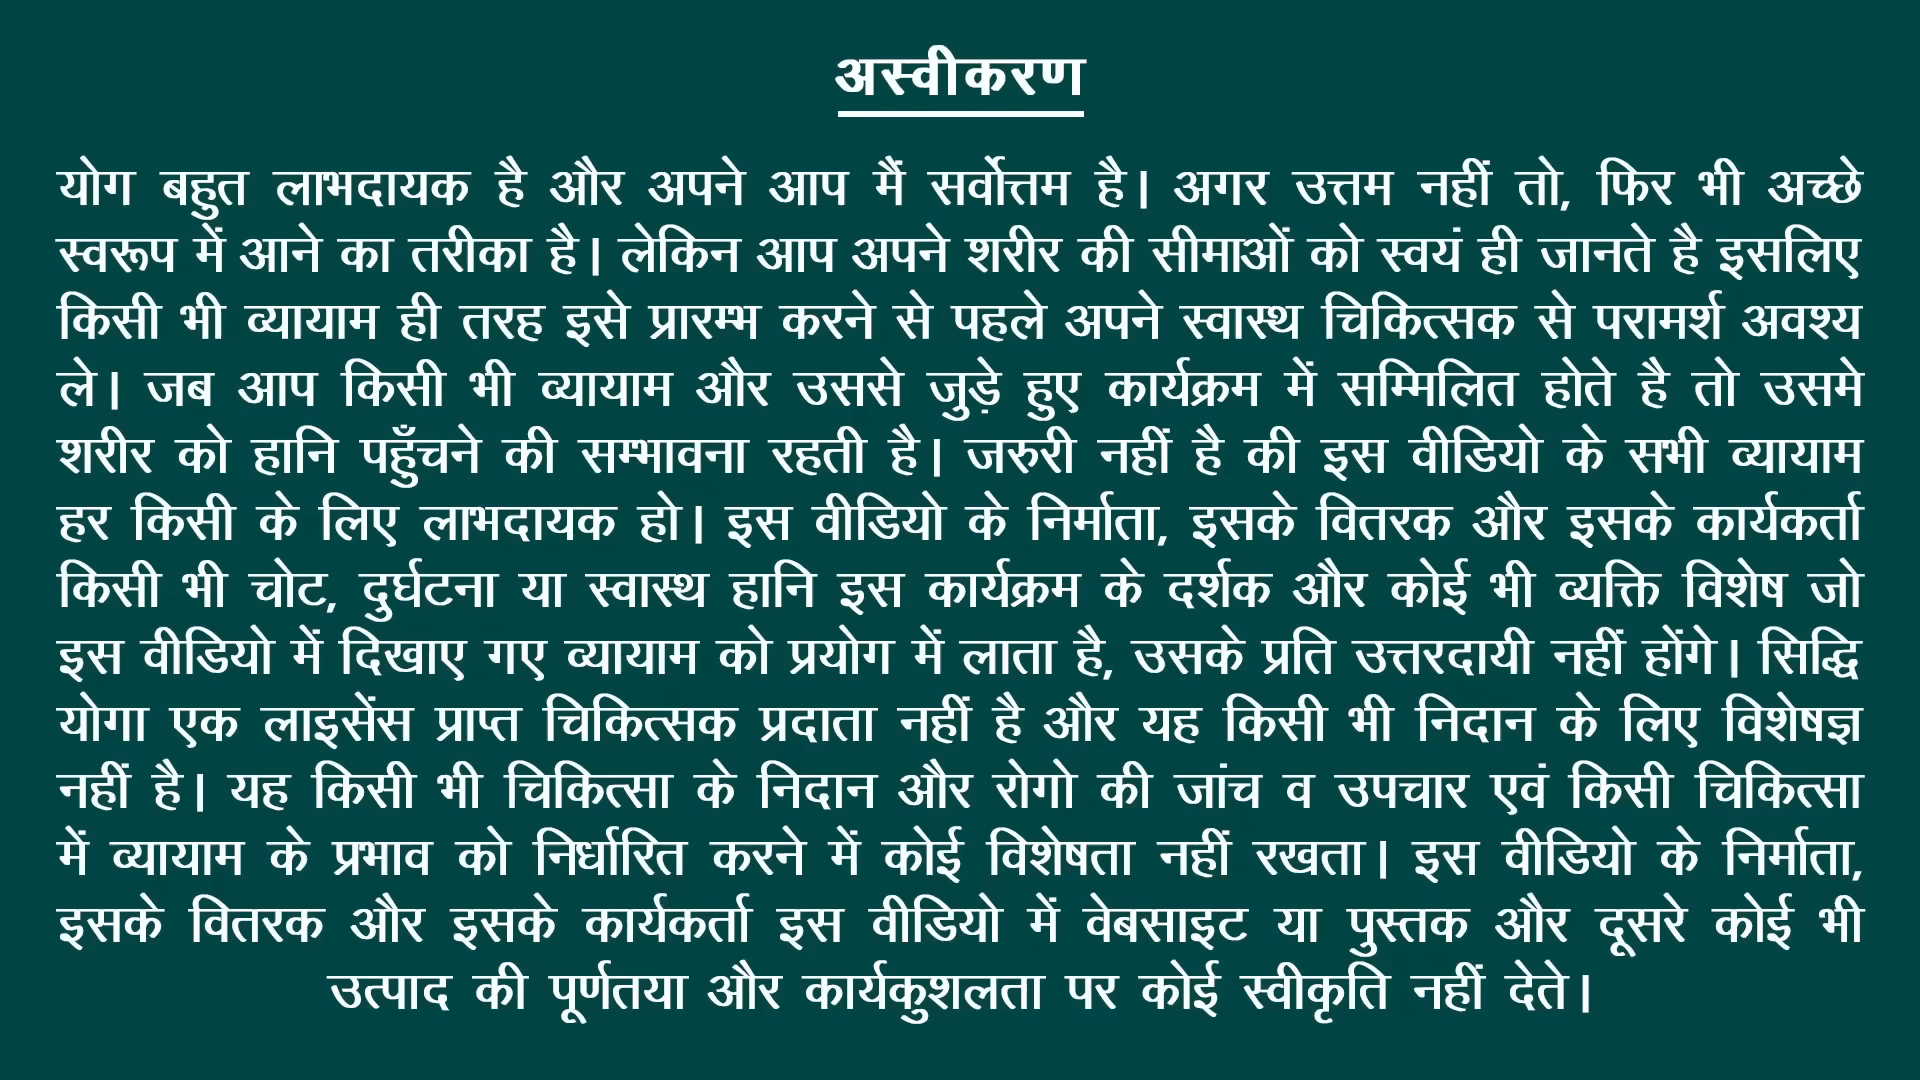 अस्वीकरण
योग बहुत लाभदायक है और अपने आप मैं सर्वोत्तम है। अगर उत्तम नहीं तो, फिर भी अच्छे
स्वरूप में आने का तरीका है। लेकिन आप अपने शरीर की सीमाओं को स्वयं ही जानते है इसलिए
किसी भी व्यायाम ही तरह इसे प्रारम्भ करने से पहले अपने स्वास्थ चिकित्सक से परामर्श अवश्य
ले। जब आप किसी भी व्यायाम और उससे जुड़े हुए कार्यक्रम में सम्मिलित होते है तो उसमे
शरीर को हानि पहुँचने की सम्भावना रहती है। जरुरी नहीं है की इस वीडियो के सभी व्यायाम
हर किसी के लिए लाभदायक हो। इस वीडियो के निर्माता, इसके वितरक और इसके कार्यकर्ता
किसी भी चोट, दुर्घटना या स्वास्थ हानि इस कार्यक्रम के दर्शक और कोई भी व्यक्ति विशेष जो
इस वीडियो में दिखाए गए व्यायाम को प्रयोग में लाता है, उसके प्रति उत्तरदायी नहीं होंगे। सिद्धि
योगा एक लाइसेंस प्राप्त चिकित्सक प्रदाता नहीं है और यह किसी भी निदान के लिए विशेषज्ञ
नहीं है। यह किसी भी चिकित्सा के निदान और रोगो की जांच व उपचार एवं किसी चिकित्सा
में व्यायाम के प्रभाव को निर्धारित करने में कोई विशेषता नहीं रखता। इस वीडियो के निर्माता,
इसके वितरक और इसके कार्यकर्ता इस वीडियो में वेबसाइट या पुस्तक और दूसरे कोई भी
उत्पाद की पूर्णतया और कार्यकुशलता पर कोई स्वीकृति नहीं देते।